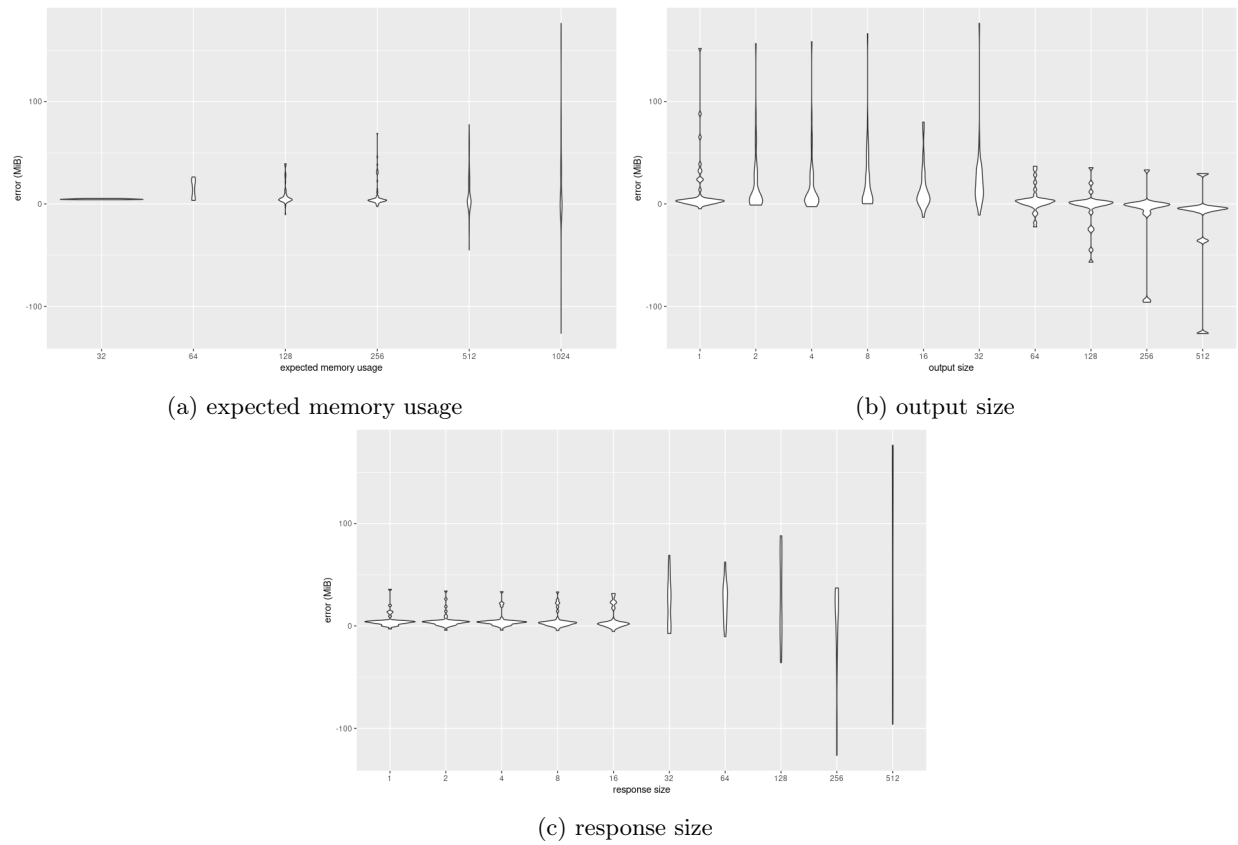 100
0
-100
error (MiB)
32 64 128 256 512 1024
expected memory usage
(a) expected memory usage
100
0
-100
error (MiB)
1 2 4 8 16 32 64 128 256 512
output size
(b) output size
100
0
-100
error (MiB)
1 2 4 8 16 32 64 128 256 512
response size
(c) response size